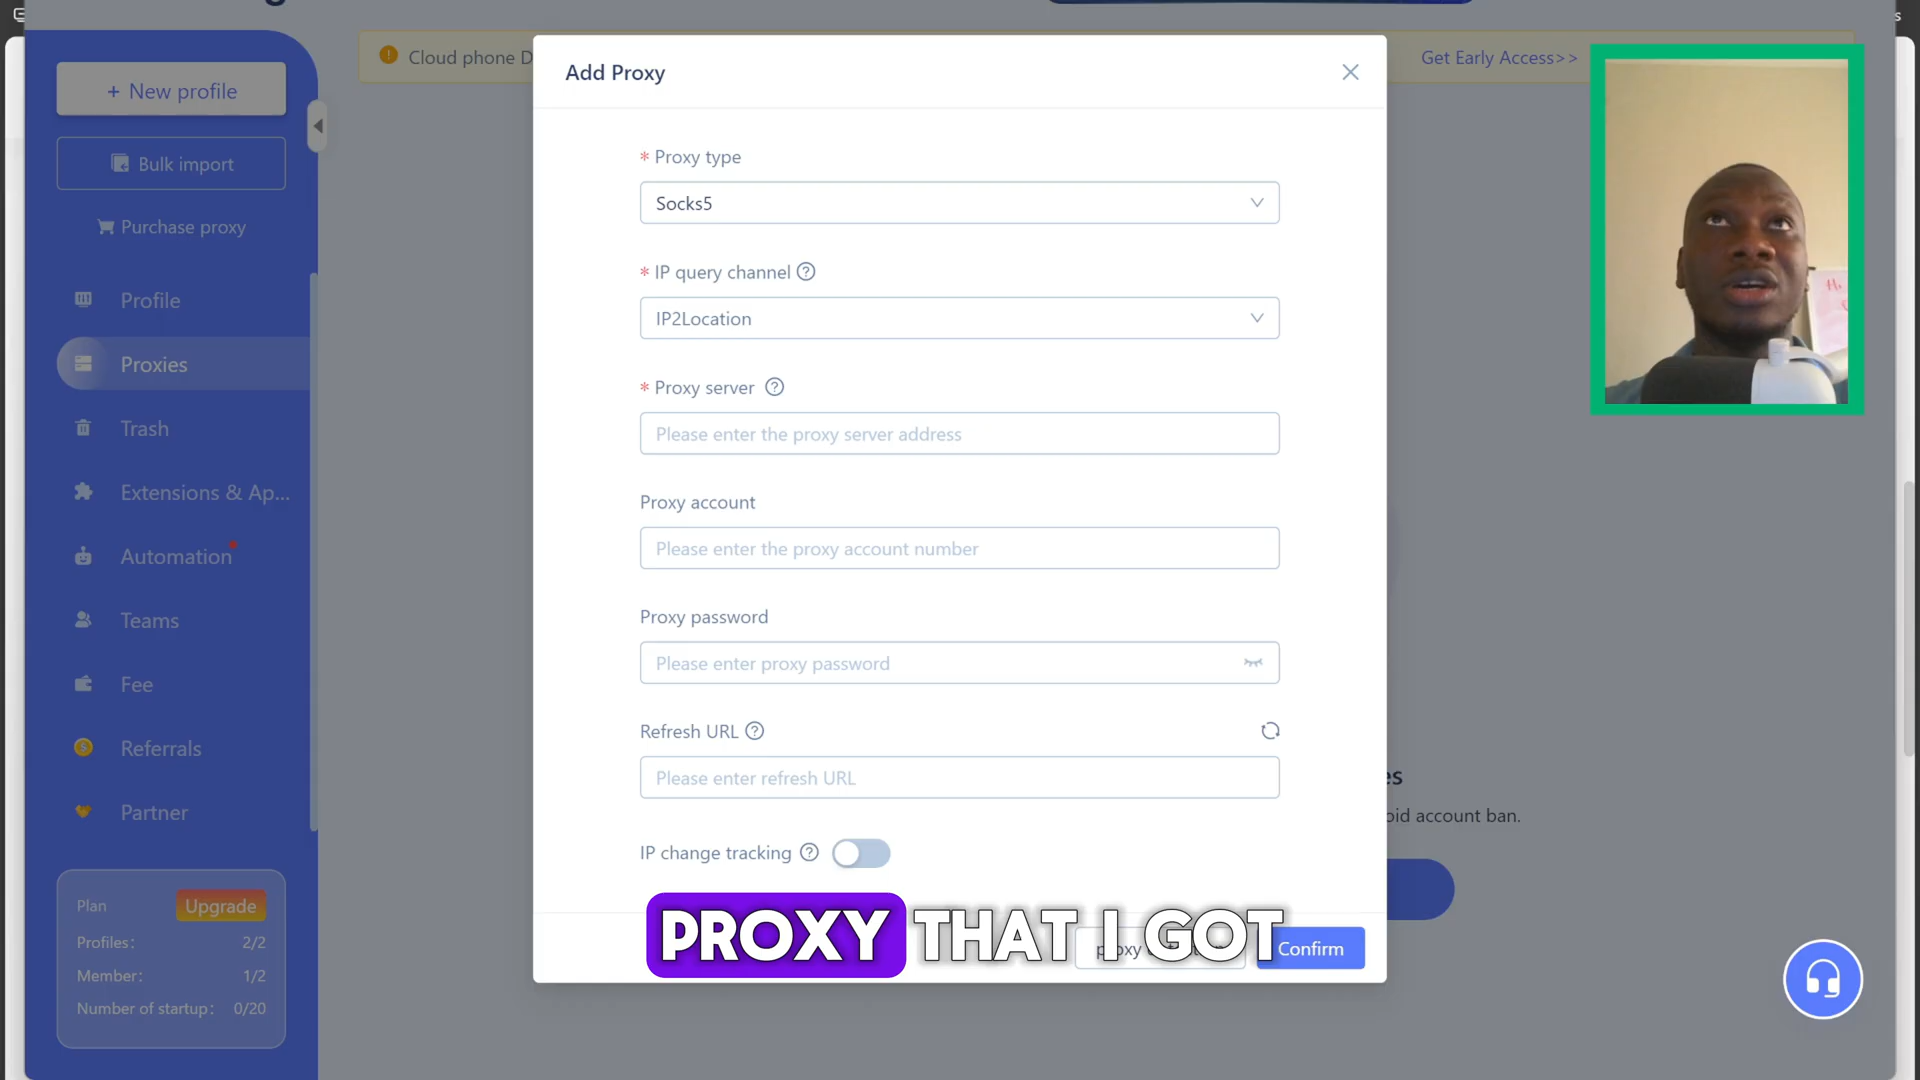 Cloud phone D
Get Early Access>>
+ New profile
Bulk import
Purchase proxy
Profile
Proxies
Trash
Extensions & Ap...
Automation
Teams
Fee
Referrals
Partner
Plan
Upgrade
Profiles: 2/2
Member: 1/2
Number of startup: 0/20
Add Proxy
* Proxy type
Socks5
* IP query channel
IP2Location
* Proxy server
Please enter the proxy server address
Proxy account
Please enter the proxy account number
Proxy password
Please enter proxy password
Refresh URL
Please enter refresh URL
IP change tracking
Confirm
PROXY THAT I GOT
es
oid account ban.
Hi